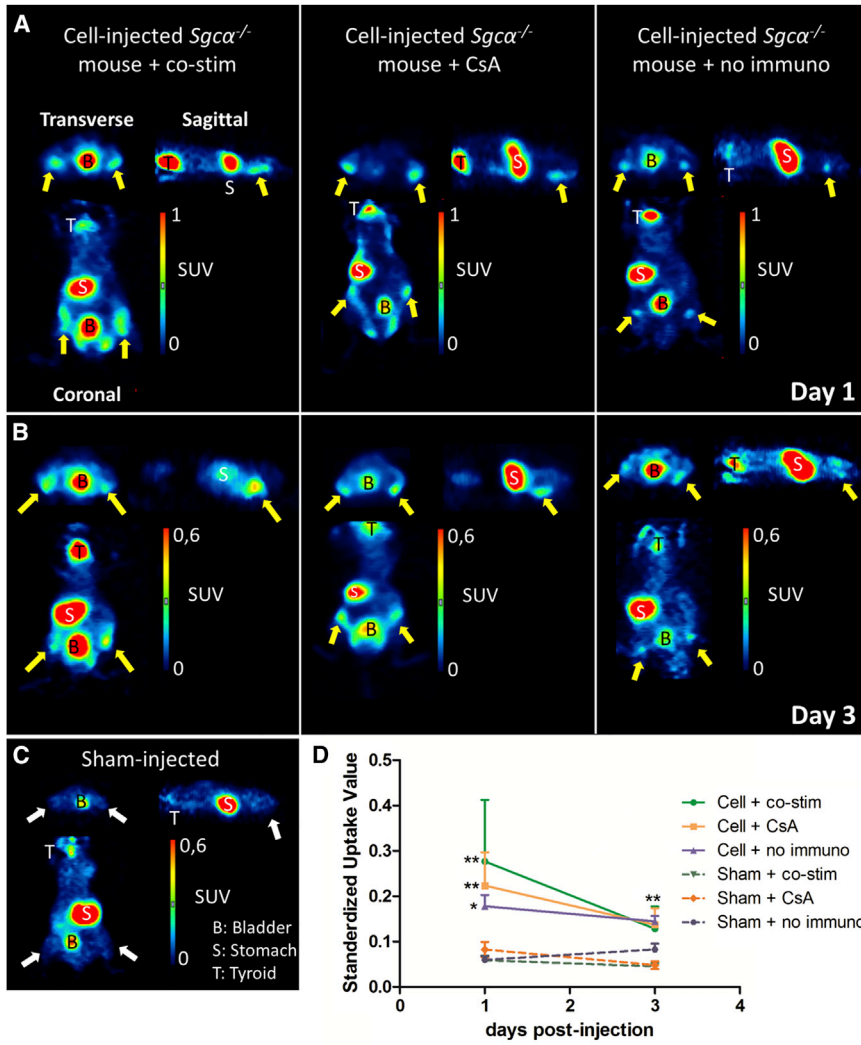 A
Cell-injected Sgcα-/-
mouse + co-stim
Cell-injected Sgcα-/-
mouse + CsA
Cell-injected Sgcα-/-
mouse + no immuno
Transverse Sagittal
B T S
T S
B T S
T S B
1
SUV
0
T S B
1
SUV
0
T S B
1
SUV
0
Coronal
Day 1
B
B S
B S
B T S
T S B
0,6
SUV
0
T S B
0,6
SUV
0
T B S
0,6
SUV
0
Day 3
C
Sham-injected
B T S
T S B
0,6
SUV
0
B: Bladder
S: Stomach
T: Tyroid
D
Standerdized Uptake Value
0.5
0.4
0.3
0.2
0.1
0.0
**
**
*
**
0 1 2 3 4
days post-injection
Cell + co-stim
Cell + CsA
Cell + no immuno
Sham + co-stim
Sham + CsA
Sham + no immuno